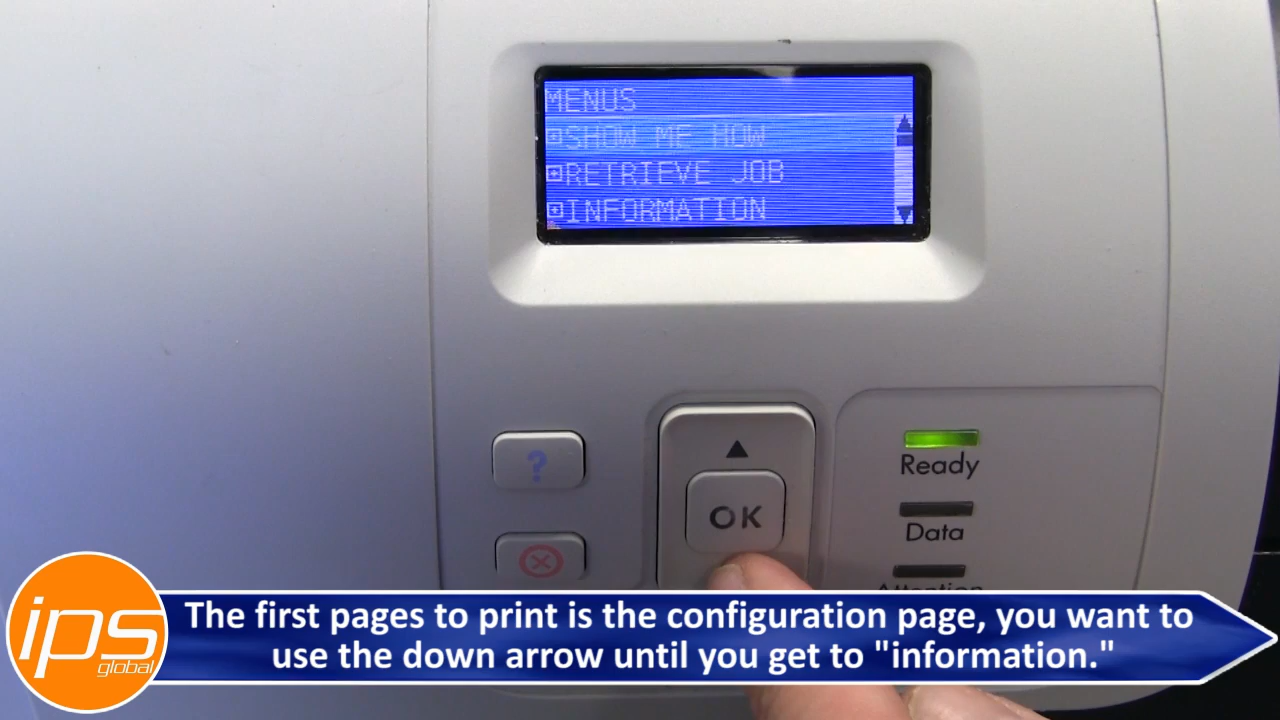 MENUS
SHOW ME HOW
RETRIEVE JOB
INFORMATION
?
OK
Ready
Data
Attention
ips
global
The first pages to print is the configuration page, you want to
use the down arrow until you get to "information."